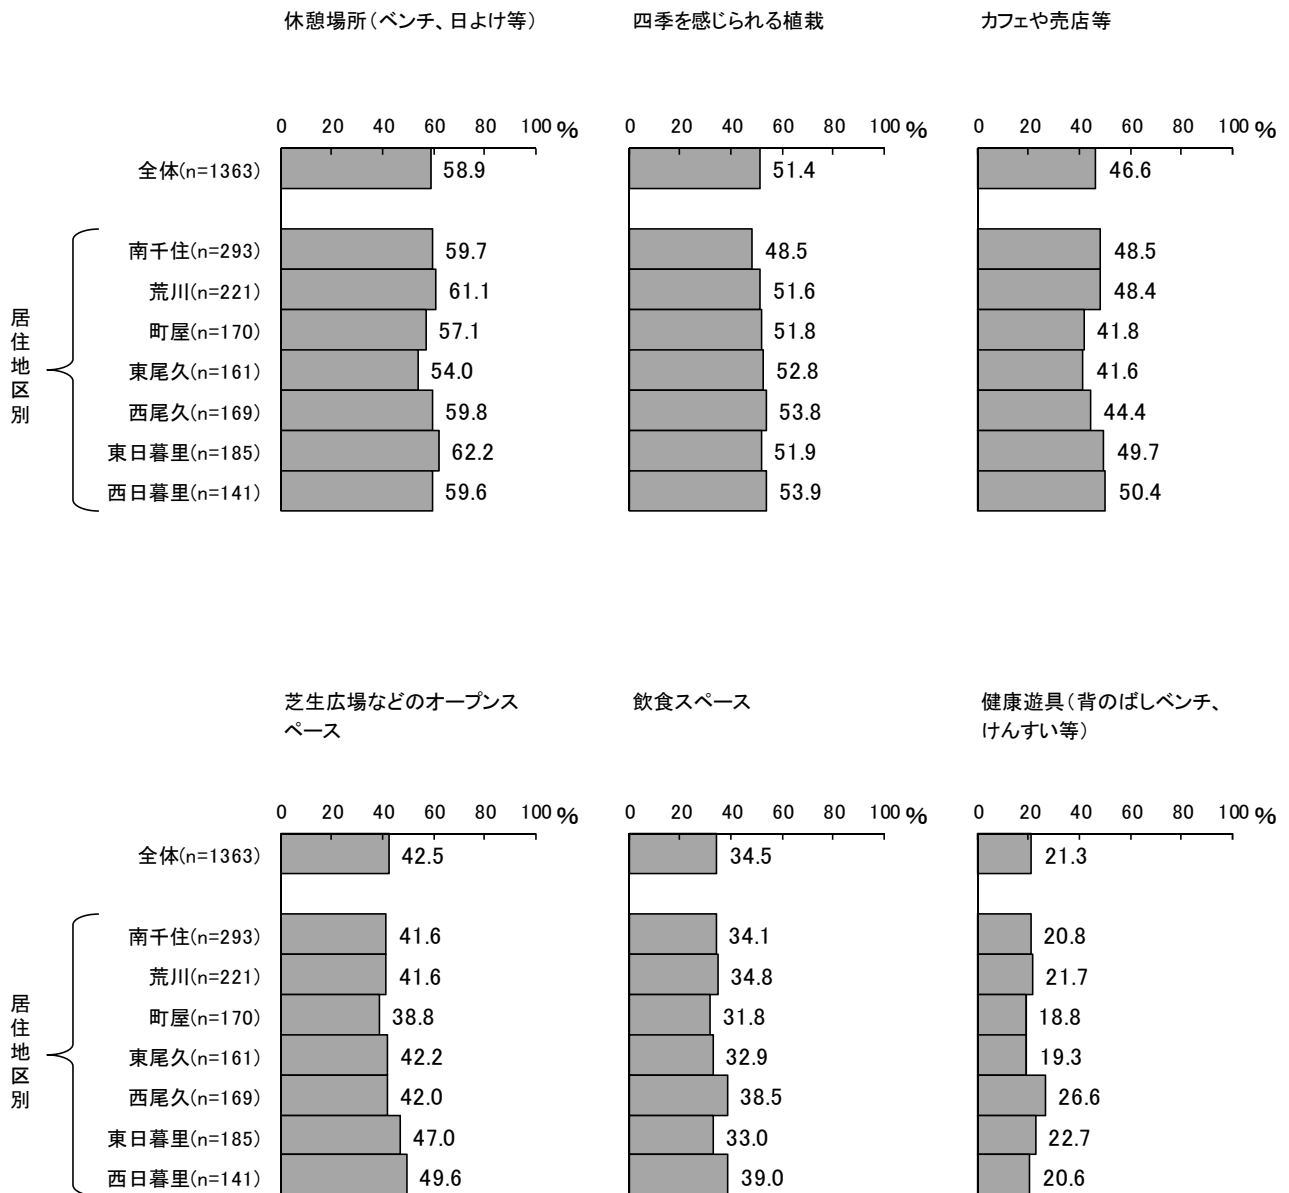 休憩場所（ベンチ、日よけ等）
四季を感じられる植栽
カフェや売店等
0 20 40 60 80 100 %
0 20 40 60 80 100 %
0 20 40 60 80 100 %
全体(n=1363) 58.9 51.4 46.6
居住地区別
南千住(n=293) 59.7 48.5 48.5
荒川(n=221) 61.1 51.6 48.4
町屋(n=170) 57.1 51.8 41.8
東尾久(n=161) 54.0 52.8 41.6
西尾久(n=169) 59.8 53.8 44.4
東日暮里(n=185) 62.2 51.9 49.7
西日暮里(n=141) 59.6 53.9 50.4
芝生広場などのオープンス
ペース
飲食スペース
健康遊具（背のばしベンチ、
けんすい等）
0 20 40 60 80 100 %
0 20 40 60 80 100 %
0 20 40 60 80 100 %
全体(n=1363) 42.5 34.5 21.3
居住地区別
南千住(n=293) 41.6 34.1 20.8
荒川(n=221) 41.6 34.8 21.7
町屋(n=170) 38.8 31.8 18.8
東尾久(n=161) 42.2 32.9 19.3
西尾久(n=169) 42.0 38.5 26.6
東日暮里(n=185) 47.0 33.0 22.7
西日暮里(n=141) 49.6 39.0 20.6